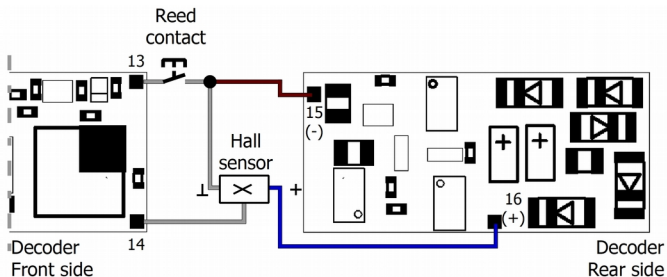 Reed
contact
13
15
(-)
Hall
sensor
⊥
+
+ +
16
(+)
14
Decoder
Front side
Decoder
Rear side